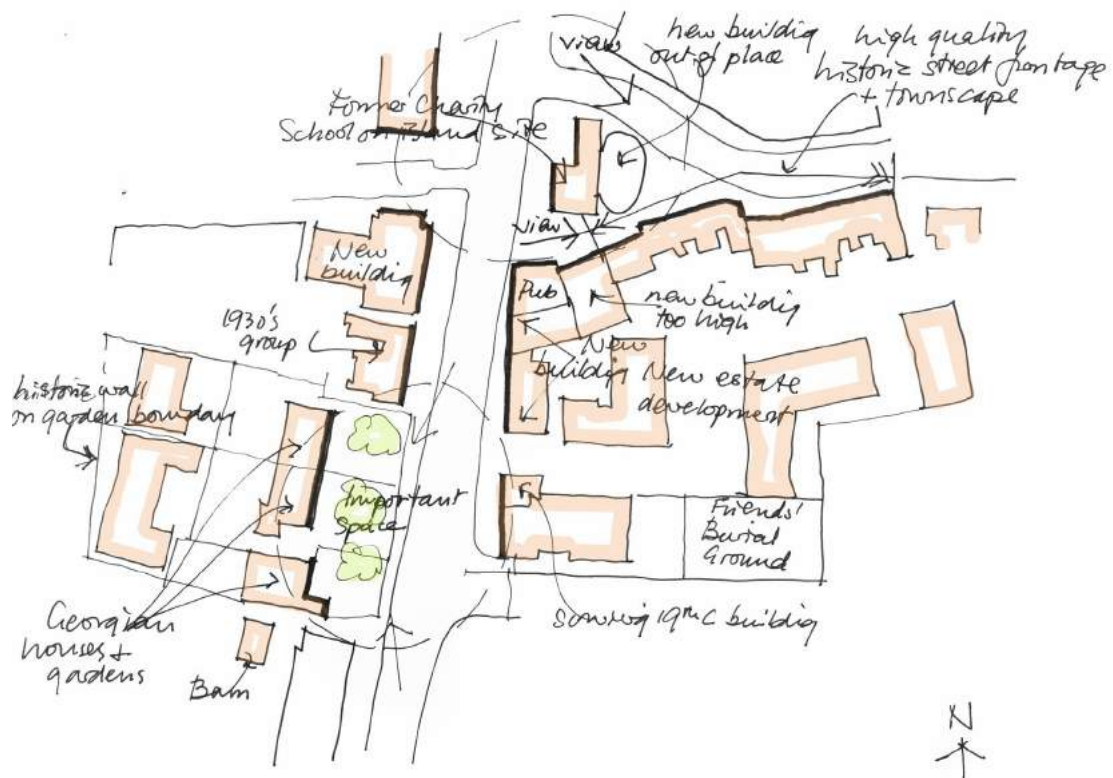 view
new building
out of place
high quality
historic street frontage
+ townscape
Former Charity
School on island site
view
New
building
Pub
new building
too high
1930's
group
New
building
New estate
development
historic wall
on garden boundary
Important
Space
Friends'
Burial
Ground
Georgian
houses +
gardens
Barn
19th C building
N